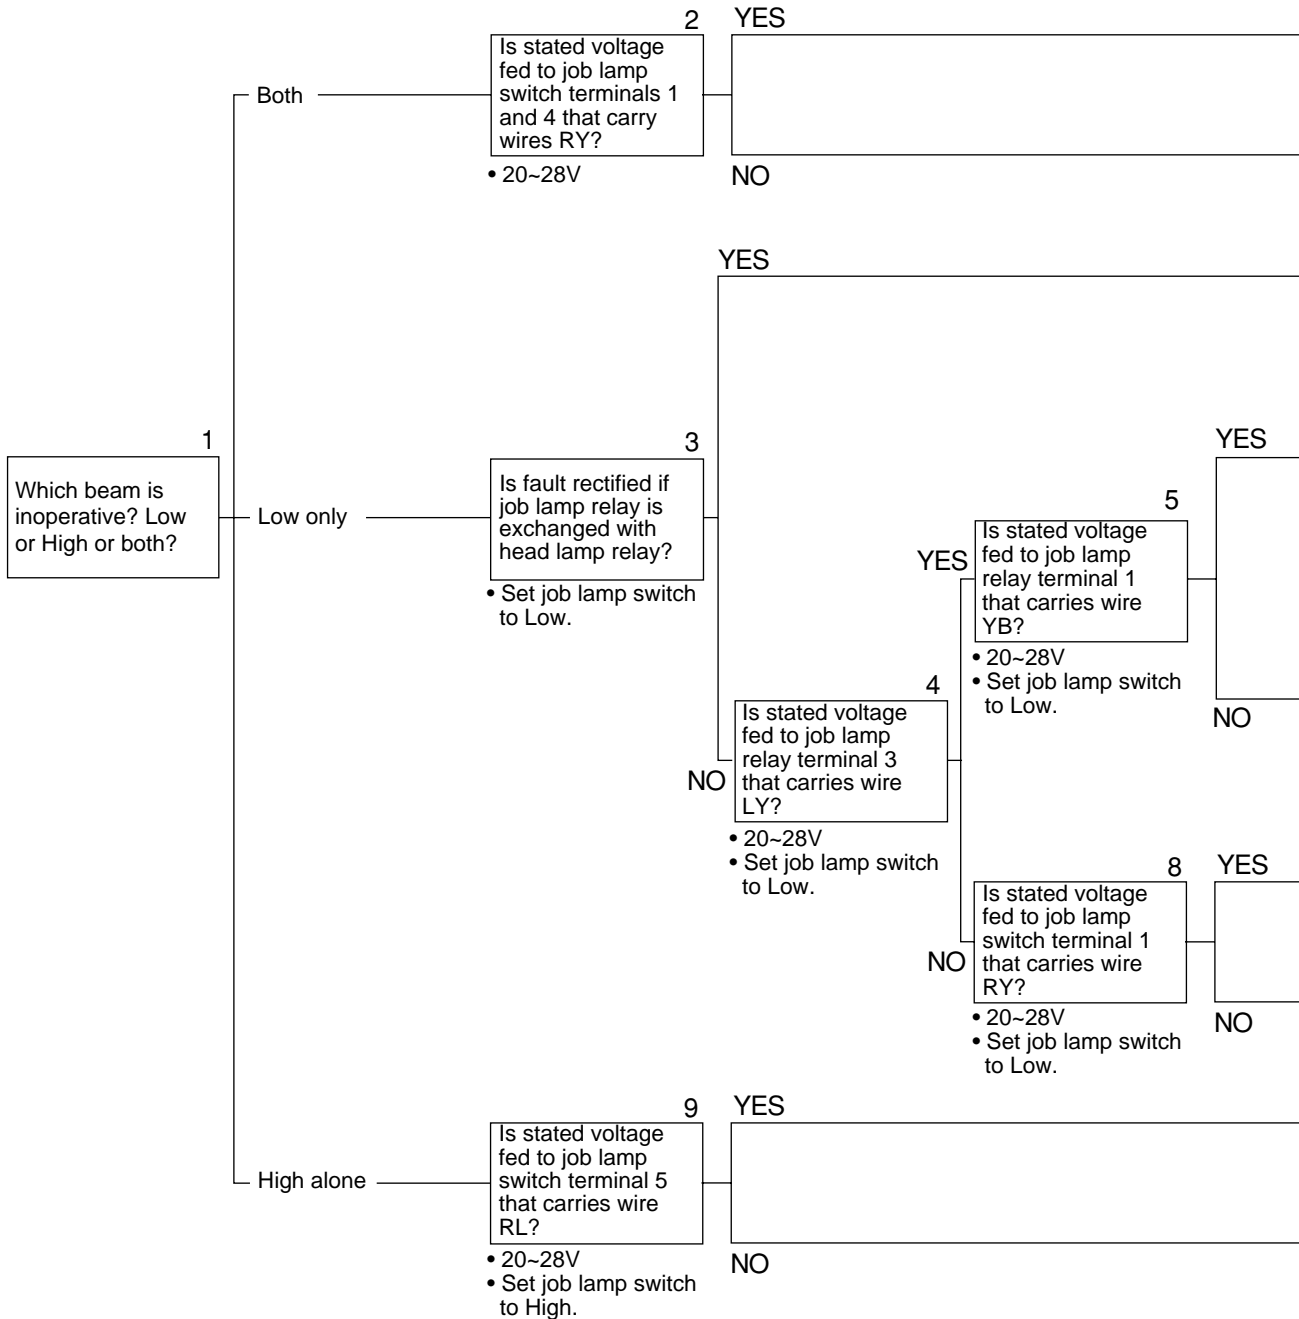 2
YES
Is stated voltage
fed to job lamp
switch terminals 1
and 4 that carry
wires RY?
• 20~28V
NO
Both
YES
1
Which beam is
inoperative? Low
or High or both?
Low only
3
Is fault rectified if
job lamp relay is
exchanged with
head lamp relay?
• Set job lamp switch
to Low.
NO
4
Is stated voltage
fed to job lamp
relay terminal 3
that carries wire
LY?
• 20~28V
• Set job lamp switch
to Low.
YES
5
Is stated voltage
fed to job lamp
relay terminal 1
that carries wire
YB?
• 20~28V
• Set job lamp switch
to Low.
YES
NO
NO
8
Is stated voltage
fed to job lamp
switch terminal 1
that carries wire
RY?
• 20~28V
• Set job lamp switch
to Low.
YES
NO
High alone
9
Is stated voltage
fed to job lamp
switch terminal 5
that carries wire
RL?
• 20~28V
• Set job lamp switch
to High.
YES
NO